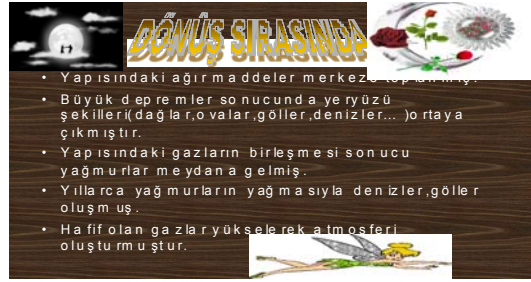 DÖNÜŞ SIRASINDA
• Yapısındaki ağır maddeler merkeze toplanmış.
• Büyük depremler sonucunda yeryüzü
şekilleri(dağlar,ovalar,göller,denizler... )ortaya
çıkmıştır.
• Yapısındaki gazların birleşmesi sonucu
yağmurlar meydana gelmiş.
• Yıllarca yağmurların yağmasıyla denizler,göller
oluşmuş.
• Hafif olan gazlar yükselerek atmosferi
oluşturmuştur.